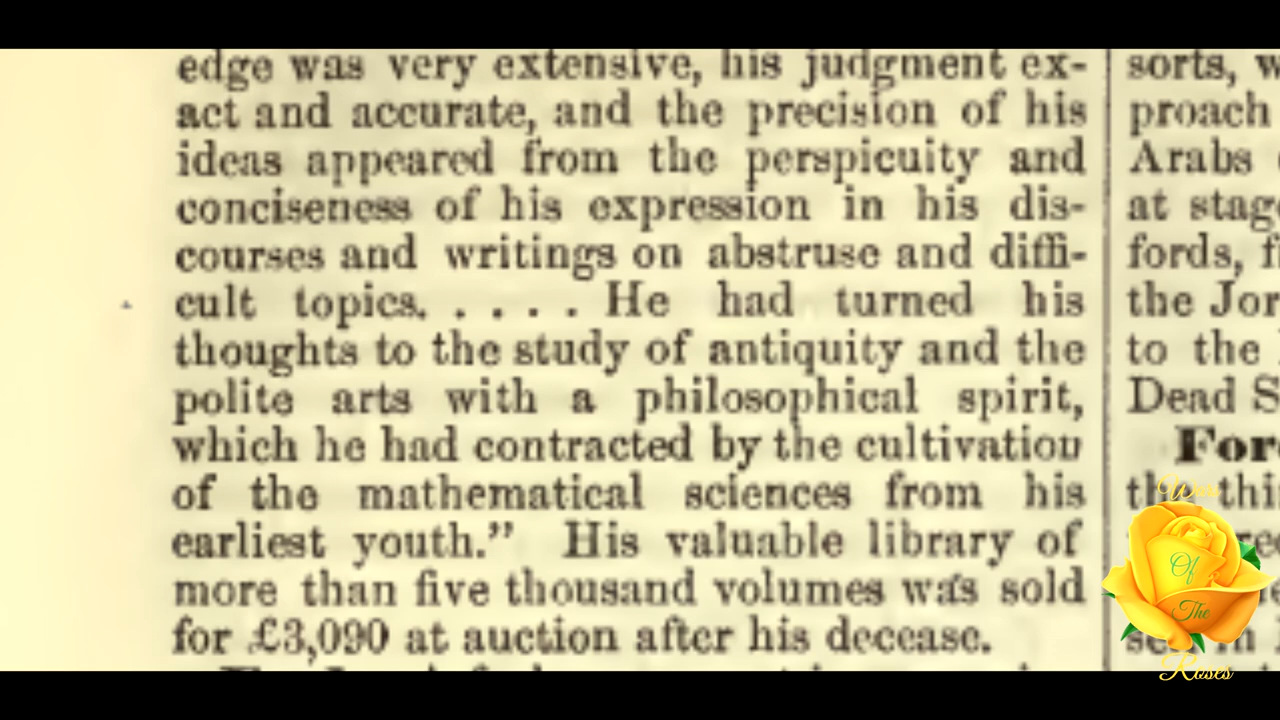 edge was very extensive, his judgment ex-
act and accurate, and the precision of his
ideas appeared from the perspicuity and
conciseness of his expression in his dis-
courses and writings on abstruse and diffi-
cult topics. . . . . He had turned his
thoughts to the study of antiquity and the
polite arts with a philosophical spirit,
which he had contracted by the cultivation
of the mathematical sciences from his
earliest youth.” His valuable library of
more than five thousand volumes was sold
for £3,090 at auction after his decease.
sorts,
proach
Arabs
at
fords,
the
to the
Dead
Wars
Of
The
Roses